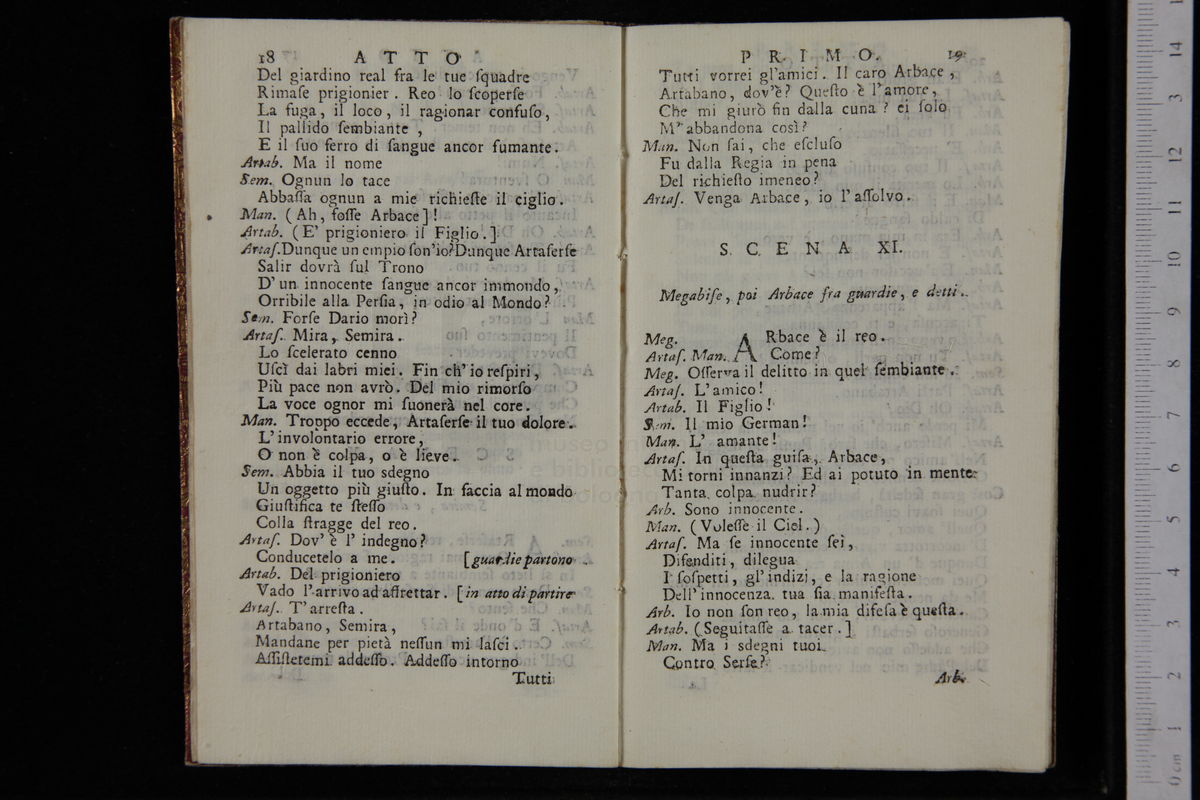 18 ATTO
Del giardino real fra le tue ſquadre
Rimaſe prigionier. Reo lo ſcoperſe
La fuga, il loco, il ragionar confuſo,
Il pallido ſembiante,
E il ſuo ferro di ſangue ancor fumante.
Artab. Ma il nome
Sem. Ognun lo tace
Abbaſſa ognun a mie richieſte il ciglio.
Man. (Ah, foſſe Arbace]!
Artab. (E' prigioniero il Figlio.]
Artaſ. Dunque un empio ſon'io? Dunque Artaſerſe
Salir dovrà ſul Trono
D'un innocente ſangue ancor immondo,
Orribile alla Perſia, in odio al Mondo?
Sem. Forſe Dario morì?
Artaſ. Mira, Semira.
Lo ſcelerato cenno
Uſcì dai labri miei. Fin ch'io reſpiri,
Più pace non avrò. Del mio rimorſo
La voce ognor mi ſuonerà nel core.
Man. Troppo eccede, Artaſerſe il tuo dolore.
L'involontario errore,
O non è colpa, o è lieve.
Sem. Abbia il tuo sdegno
Un oggetto più giuſto. In faccia al mondo
Giuſtifica te ſteſſo
Colla ſtragge del reo.
Artaſ. Dov' è l' indegno?
Conducetelo a me. [guardie partono
Artab. Del prigioniero
Vado l'arrivo ad affrettar. [in atto di partire
Artaſ. T'arreſta.
Artabano, Semira,
Mandane per pietà neſſun mi laſci.
Aſſiſtetemi addeſſo. Addeſſo intorno
Tutti
PRIMO. 19
Tutti vorrei gl'amici. Il caro Arbace,
Artabano, dov'è? Queſto è l'amore,
Che mi giurò fin dalla cuna? ei ſolo
M'abbandona così?
Man. Non ſai, che eſcluſo
Fu dalla Regia in pena
Del richieſto imeneo?
Artaſ. Venga Arbace, io l'aſſolvo.
SCENA XI.
Megabiſe, poi Arbace fra guardie, e detti.
Meg. ARbace è il reo.
Artaſ. Man. Come?
Meg. Oſſerva il delitto in quel ſembiante.
Artaſ. L'amico!
Artab. Il Figlio!
Sem. Il mio German!
Man. L' amante!
Artaſ. In queſta guiſa, Arbace,
Mi torni innanzi? Ed ai potuto in mente
Tanta colpa nudrir?
Arb. Sono innocente.
Man. (Voleſſe il Ciel.)
Artaſ. Ma ſe innocente ſei,
Difenditi, dilegua
I ſoſpetti, gl'indizi, e la ragione
Dell'innocenza tua ſia manifeſta.
Arb. Io non ſon reo, la mia difeſa è queſta.
Artab. (Seguitaſſe a tacer.]
Man. Ma i sdegni tuoi
Contro Serſe?
Arb.